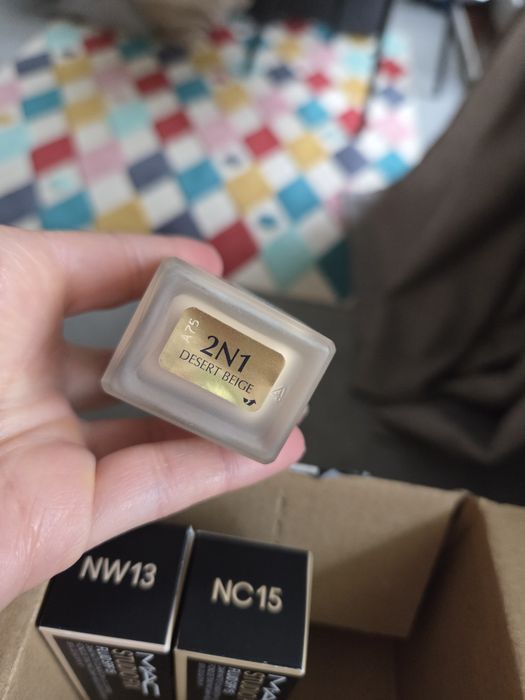 A75
2N1
DESERT BEIGE
NW13
NC15
MAC
STUDIO
MAC
STUDIO